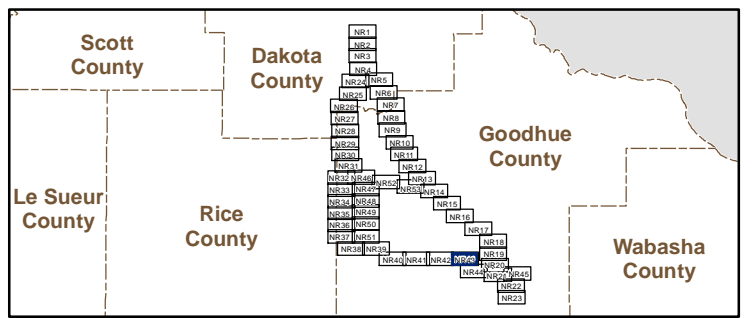 Scott
County
Dakota
County
Goodhue
County
Le Sueur
County
Rice
County
Wabasha
County
NR1
NR2
NR3
NR4
NR24
NR5
NR25
NR6
NR26
NR7
NR27
NR8
NR28
NR9
NR29
NR10
NR30
NR11
NR31
NR12
NR32
NR46
NR52
NR13
NR33
NR47
NR53
NR14
NR34
NR48
NR15
NR35
NR49
NR16
NR36
NR50
NR17
NR37
NR51
NR18
NR38
NR39
NR19
NR40
NR41
NR42
NR43
NR20
NR44
NR21
NR45
NR22
NR23